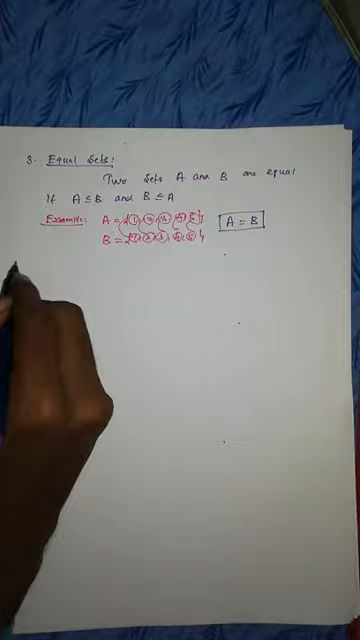 3. Equal Sets:
Two Sets A and B are equal
If A ⊆ B and B ⊆ A
Example: A = {1, 2, 3, 4, 5} A = B
B = {1, 2, 3, 4, 5}